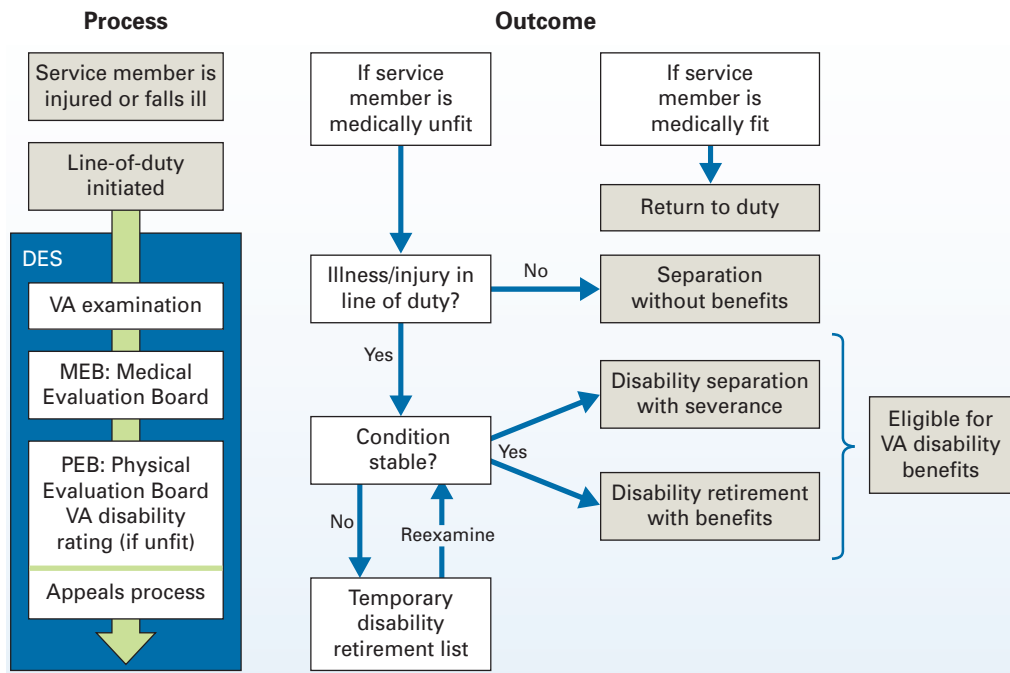 Process
Service member is
injured or falls ill
Line-of-duty
initiated
DES
VA examination
MEB: Medical
Evaluation Board
PEB: Physical
Evaluation Board
VA disability
rating (if unfit)
Appeals process
Outcome
If service
member is
medically unfit
If service
member is
medically fit
Return to duty
Illness/injury in
line of duty?
No
Separation
without benefits
Yes
Condition
stable?
Yes
Disability separation
with severance
Disability retirement
with benefits
Eligible for
VA disability
benefits
No
Reexamine
Temporary
disability
retirement list